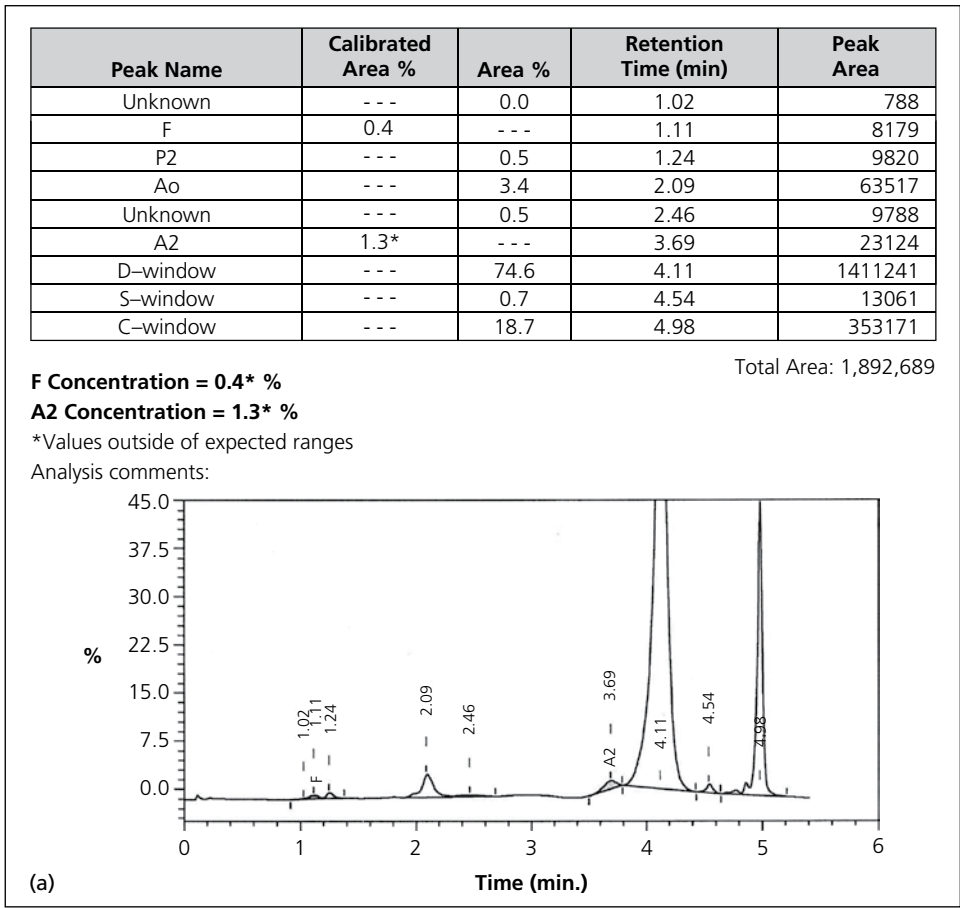 Peak Name Calibrated Area % Area % Retention Time (min) Peak Area
Unknown - - - 0.0 1.02 788
F 0.4 - - - 1.11 8179
P2 - - - 0.5 1.24 9820
Ao - - - 3.4 2.09 63517
Unknown - - - 0.5 2.46 9788
A2 1.3* - - - 3.69 23124
D–window - - - 74.6 4.11 1411241
S–window - - - 0.7 4.54 13061
C–window - - - 18.7 4.98 353171
Total Area: 1,892,689
F Concentration = 0.4* %
A2 Concentration = 1.3* %
*Values outside of expected ranges
Analysis comments:
45.0
37.5
30.0
22.5
15.0
7.5
0.0
%
1.02
1.11
F
1.24
2.09
2.46
3.69
A2
4.11
4.54
4.98
0 1 2 3 4 5 6
Time (min.)
(a)